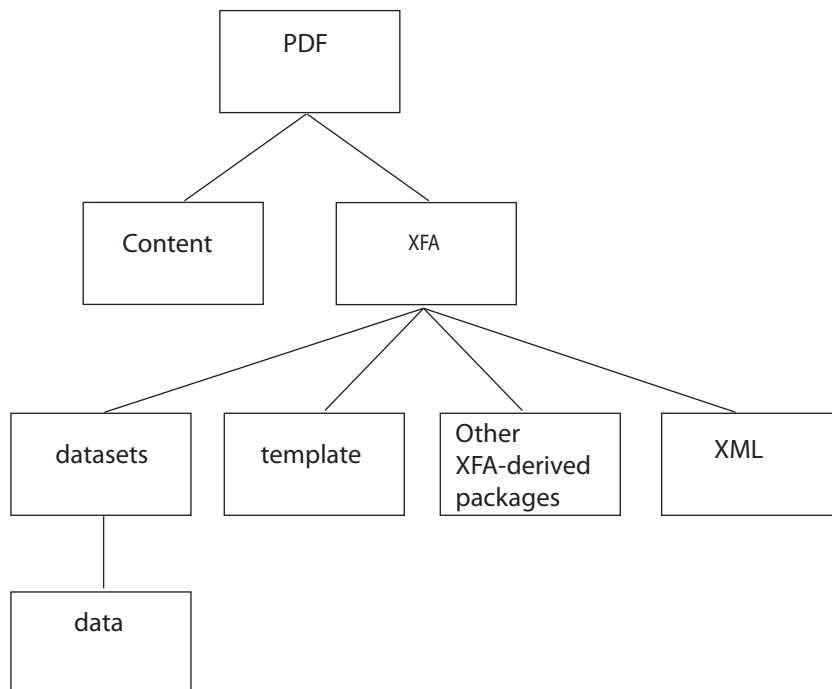 PDF
Content
XFA
datasets
template
Other
XFA-derived
packages
XML
data